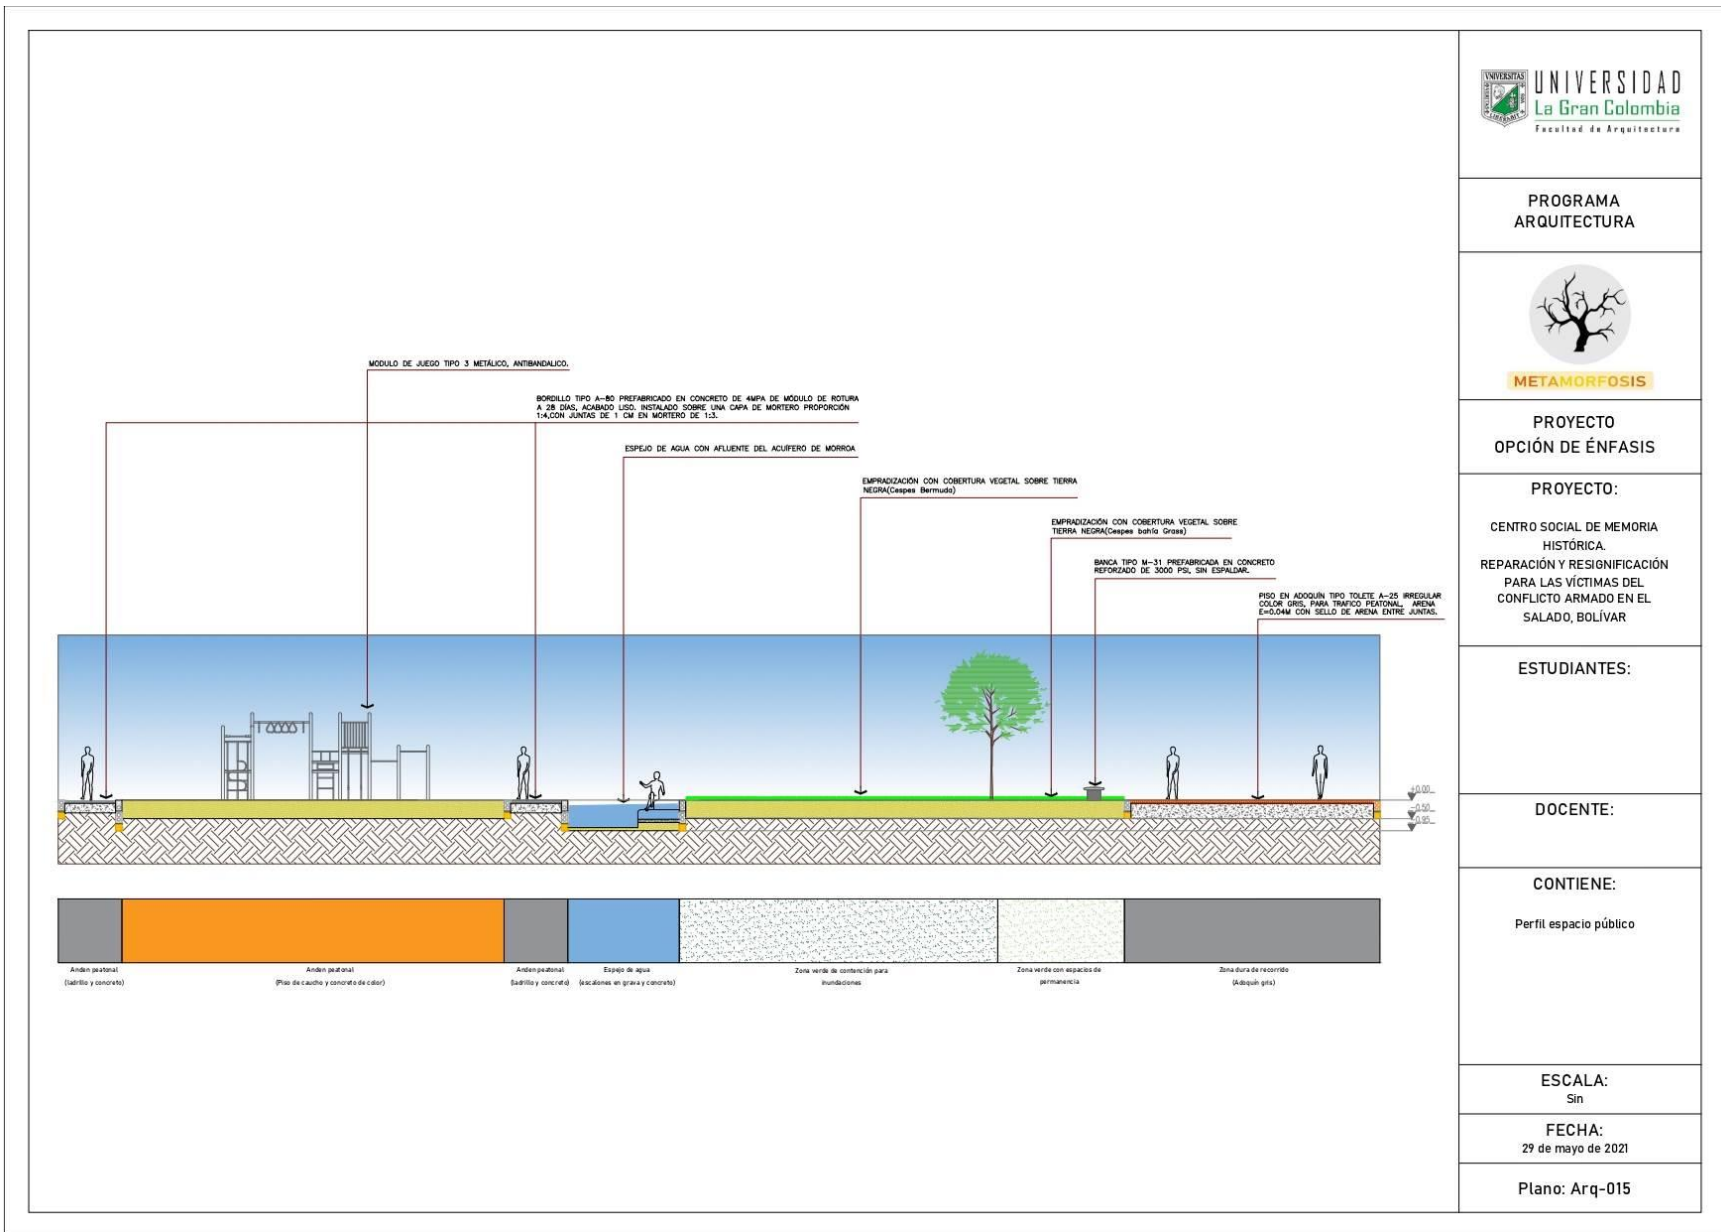 MODULO DE JUEGO TIPO 3 METÁLICO, ANTIBANDALICO.
BORDILLO TIPO A-80 PREFABRICADO EN CONCRETO DE 4MPA DE MÓDULO DE ROTURA
A 28 DÍAS, ACABADO LISO. INSTALADO SOBRE UNA CAPA DE MORTERO PROPORCIÓN
1:4,CON JUNTAS DE 1 CM EN MORTERO DE 1:3.
ESPEJO DE AGUA CON AFLUENTE DEL ACUÍFERO DE MORROA
EMPRADIZACIÓN CON COBERTURA VEGETAL SOBRE TIERRA
NEGRA(Cespes Bermuda)
EMPRADIZACIÓN CON COBERTURA VEGETAL SOBRE
TIERRA NEGRA(Cespes bahía Grass)
BANCA TIPO M-31 PREFABRICADA EN CONCRETO
REFORZADO DE 3000 PSI, SIN ESPALDAR.
PISO EN ADOQUÍN TIPO TOLETE A-25 IRREGULAR
COLOR GRIS, PARA TRAFICO PEATONAL, ARENA
E=0.04M CON SELLO DE ARENA ENTRE JUNTAS.
+0.00
-0.50
-0.95
Anden peatonal
(ladrillo y concreto)
Anden peatonal
(Piso de caucho y concreto de color)
Anden peatonal
(ladrillo y concreto)
Espejo de agua
(escalones en grava y concreto)
Zona verde de contención para
inundaciones
Zona verde con espacios de
permanencia
Zona dura de recorrido
(Adoquín gris)
UNIVERSITAS
UNIVERSIDAD
La Gran Colombia
Facultad de Arquitectura
PROGRAMA
ARQUITECTURA
METAMORFOSIS
PROYECTO
OPCIÓN DE ÉNFASIS
PROYECTO:
CENTRO SOCIAL DE MEMORIA
HISTÓRICA.
REPARACIÓN Y RESIGNIFICACIÓN
PARA LAS VÍCTIMAS DEL
CONFLICTO ARMADO EN EL
SALADO, BOLÍVAR
ESTUDIANTES:
DOCENTE:
CONTIENE:
Perfil espacio público
ESCALA:
Sin
FECHA:
29 de mayo de 2021
Plano: Arq-015